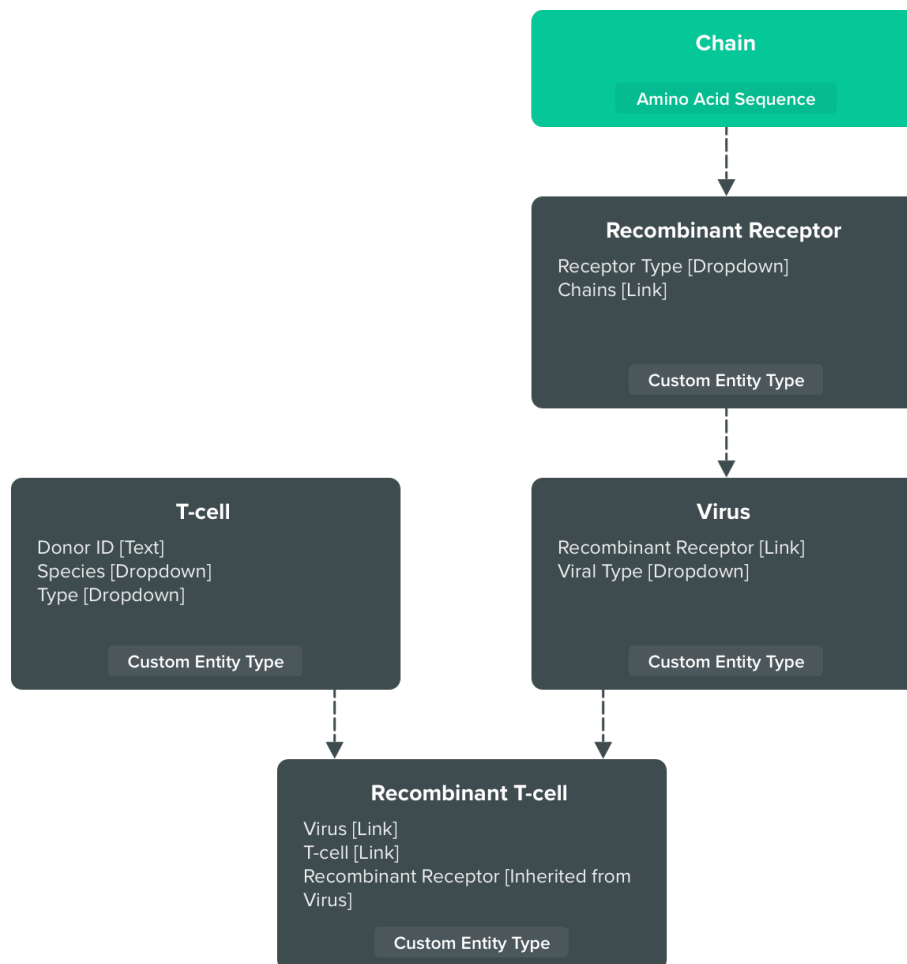 Chain
Amino Acid Sequence
Recombinant Receptor
Receptor Type [Dropdown]
Chains [Link]
Custom Entity Type
T-cell
Donor ID [Text]
Species [Dropdown]
Type [Dropdown]
Custom Entity Type
Virus
Recombinant Receptor [Link]
Viral Type [Dropdown]
Custom Entity Type
Recombinant T-cell
Virus [Link]
T-cell [Link]
Recombinant Receptor [Inherited from
Virus]
Custom Entity Type